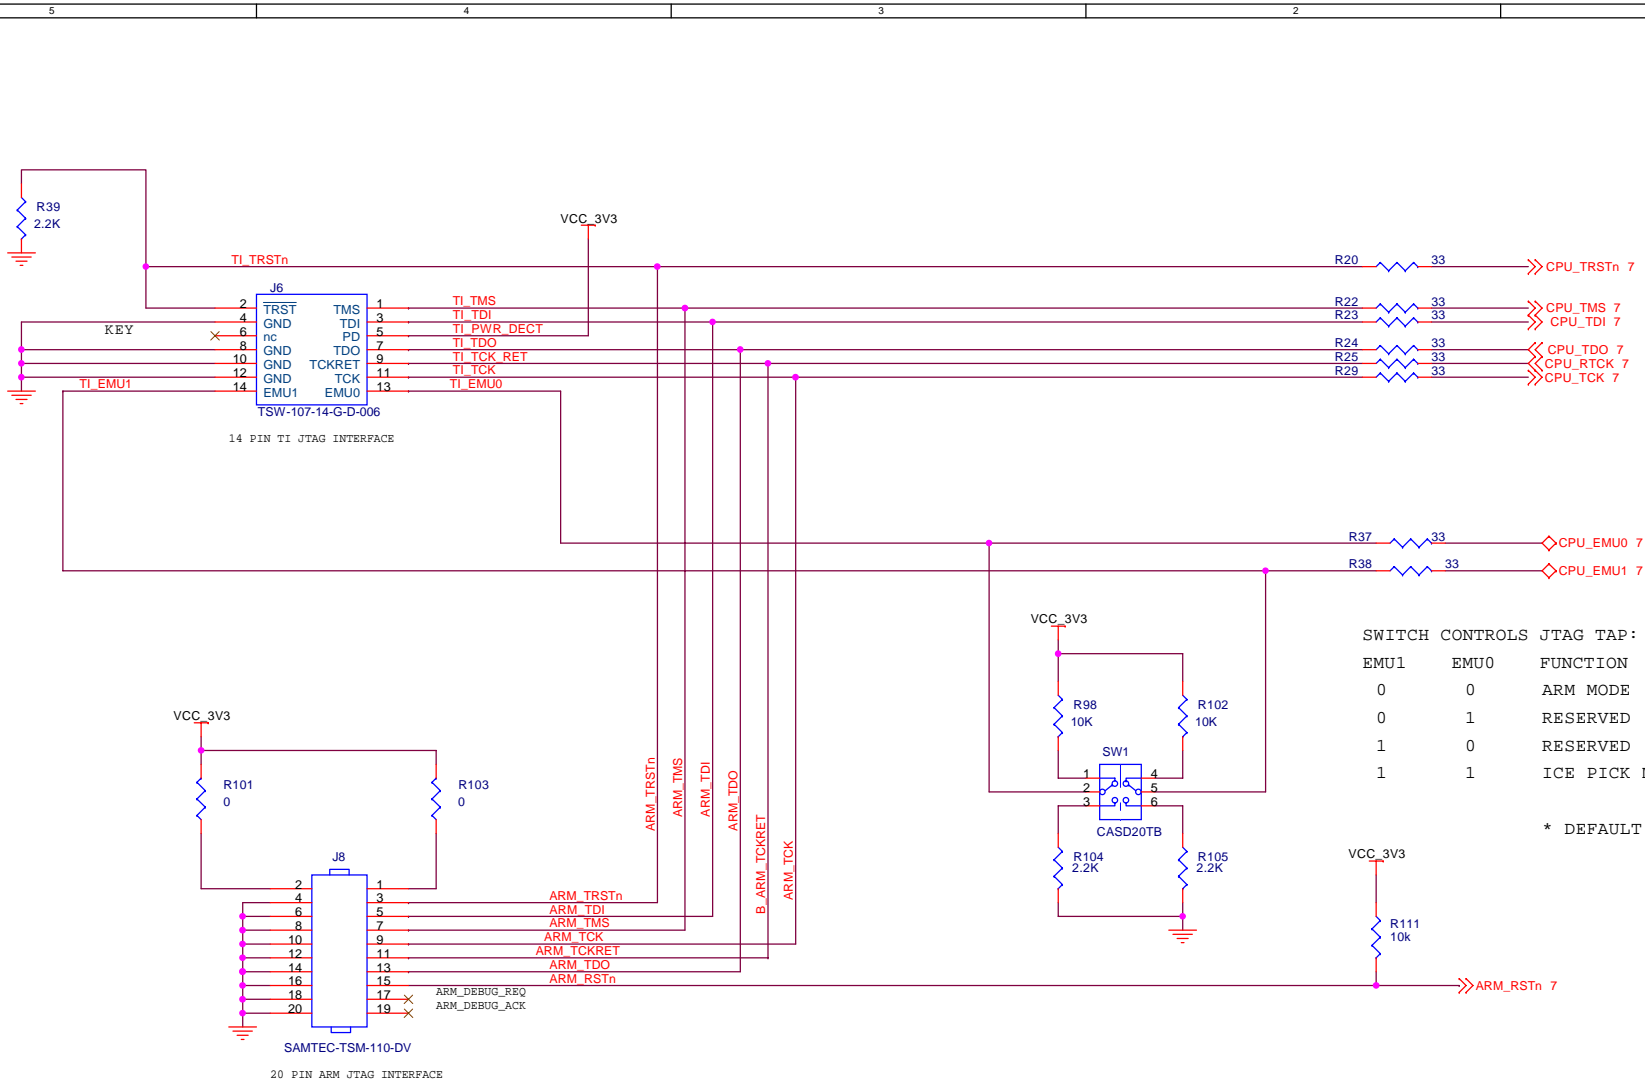 5 4 3 2
R39
2.2K
VCC_3V3
TI_TRSTn
R20 33 CPU_TRSTn 7
J6
2 TRST TMS 1 TI_TMS R22 33 CPU_TMS 7
4 GND TDI 3 TI_TDI R23 33 CPU_TDI 7
KEY 6 nc PD 5 TI_PWR_DECT
8 GND TDO 7 TI_TDO R24 33 CPU_TDO 7
10 GND TCKRET 9 TI_TCK_RET R25 33 CPU_RTCK 7
12 GND TCK 11 TI_TCK R29 33 CPU_TCK 7
TI_EMU1 14 EMU1 EMU0 13 TI_EMU0
TSW-107-14-G-D-006
14 PIN TI JTAG INTERFACE
R37 33 CPU_EMU0 7
R38 33 CPU_EMU1 7
VCC_3V3
SWITCH CONTROLS JTAG TAP:
EMU1 EMU0 FUNCTION
0 0 ARM MODE
0 1 RESERVED
1 0 RESERVED
1 1 ICE PICK
* DEFAULT
R98
10K
R102
10K
SW1
1 4
2 5
3 6
CASD20TB
R104
2.2K
R105
2.2K
VCC_3V3
R111
10k
ARM_RSTn 7
VCC_3V3
R101
0
R103
0
ARM_TRSTn
ARM_TMS
ARM_TDI
ARM_TDO
B_ARM_TCKRET
ARM_TCK
J8
2 1
4 3 ARM_TRSTn
6 5 ARM_TDI
8 7 ARM_TMS
10 9 ARM_TCK
12 11 ARM_TCKRET
14 13 ARM_TDO
16 15 ARM_RSTn
18 17 ARM_DEBUG_REQ
20 19 ARM_DEBUG_ACK
SAMTEC-TSM-110-DV
20 PIN ARM JTAG INTERFACE